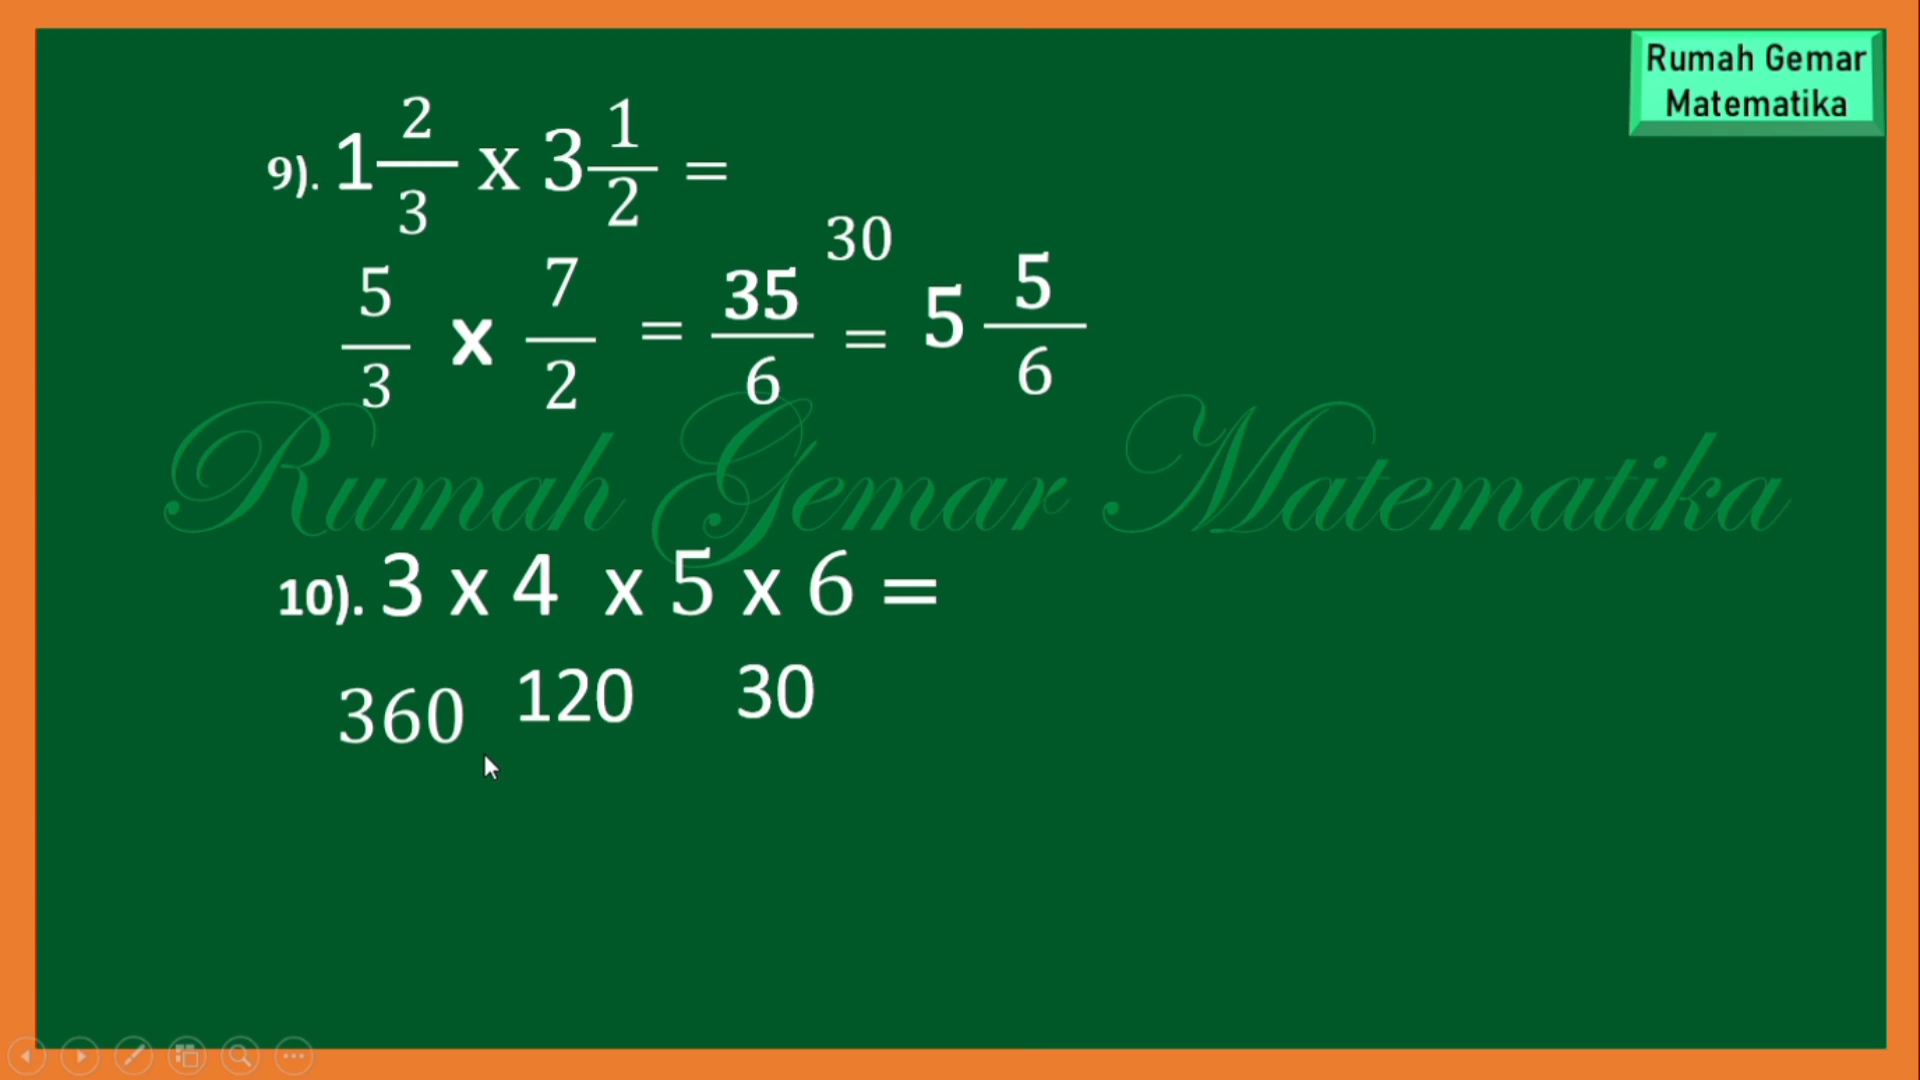 Rumah Gemar
Matematika
9). 1 2/3 x 3 1/2 =
30
5/3 x 7/2 = 35/6 = 5 5/6
Rumah Gemar Matematika
10). 3 x 4 x 5 x 6 =
360 120 30